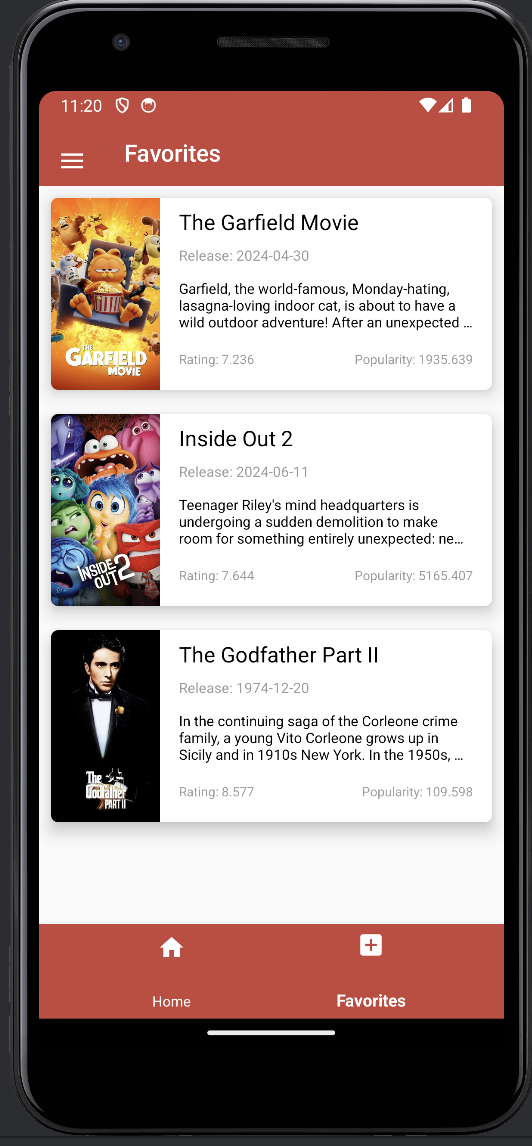 11:20
Favorites
THE
GARFIELD
MOVIE
The Garfield Movie
Release: 2024-04-30
Garfield, the world-famous, Monday-hating,
lasagna-loving indoor cat, is about to have a
wild outdoor adventure! After an unexpected ...
Rating: 7.236 Popularity: 1935.639
INSIDE
OUT 2
Inside Out 2
Release: 2024-06-11
Teenager Riley's mind headquarters is
undergoing a sudden demolition to make
room for something entirely unexpected: ne...
Rating: 7.644 Popularity: 5165.407
The
Godfather
PART II
The Godfather Part II
Release: 1974-12-20
In the continuing saga of the Corleone crime
family, a young Vito Corleone grows up in
Sicily and in 1910s New York. In the 1950s, ...
Rating: 8.577 Popularity: 109.598
Home Favorites